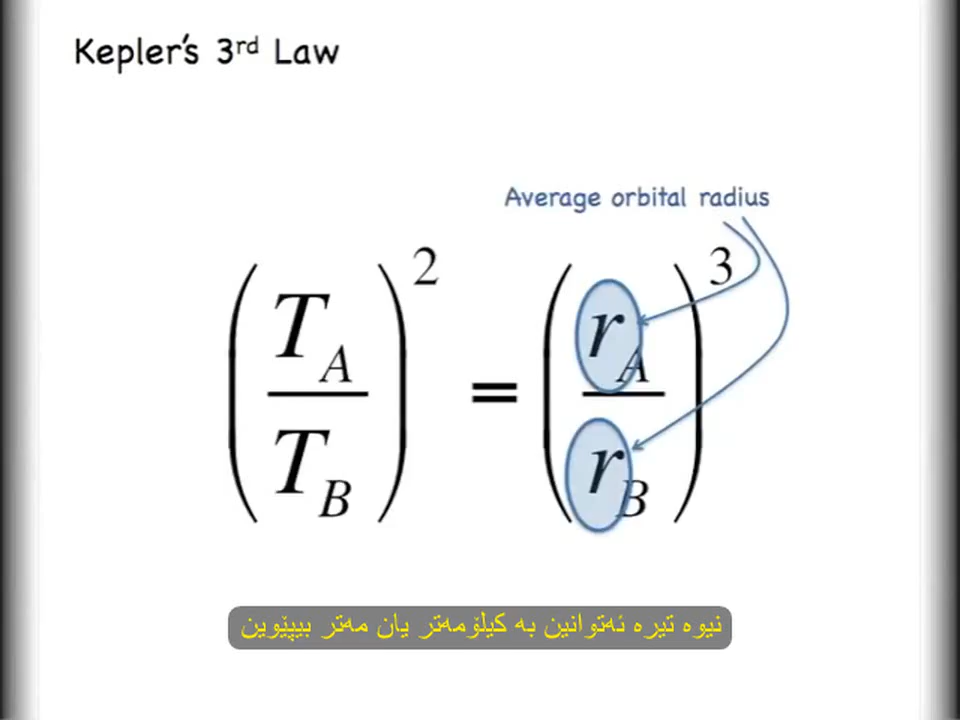 Kepler's 3rd Law
Average orbital radius
(T_A / T_B)^2 = (r_A / r_B)^3
نیوە تیرە ئەتوانین بە کیلۆمەتر یان مەتر بیپێوین